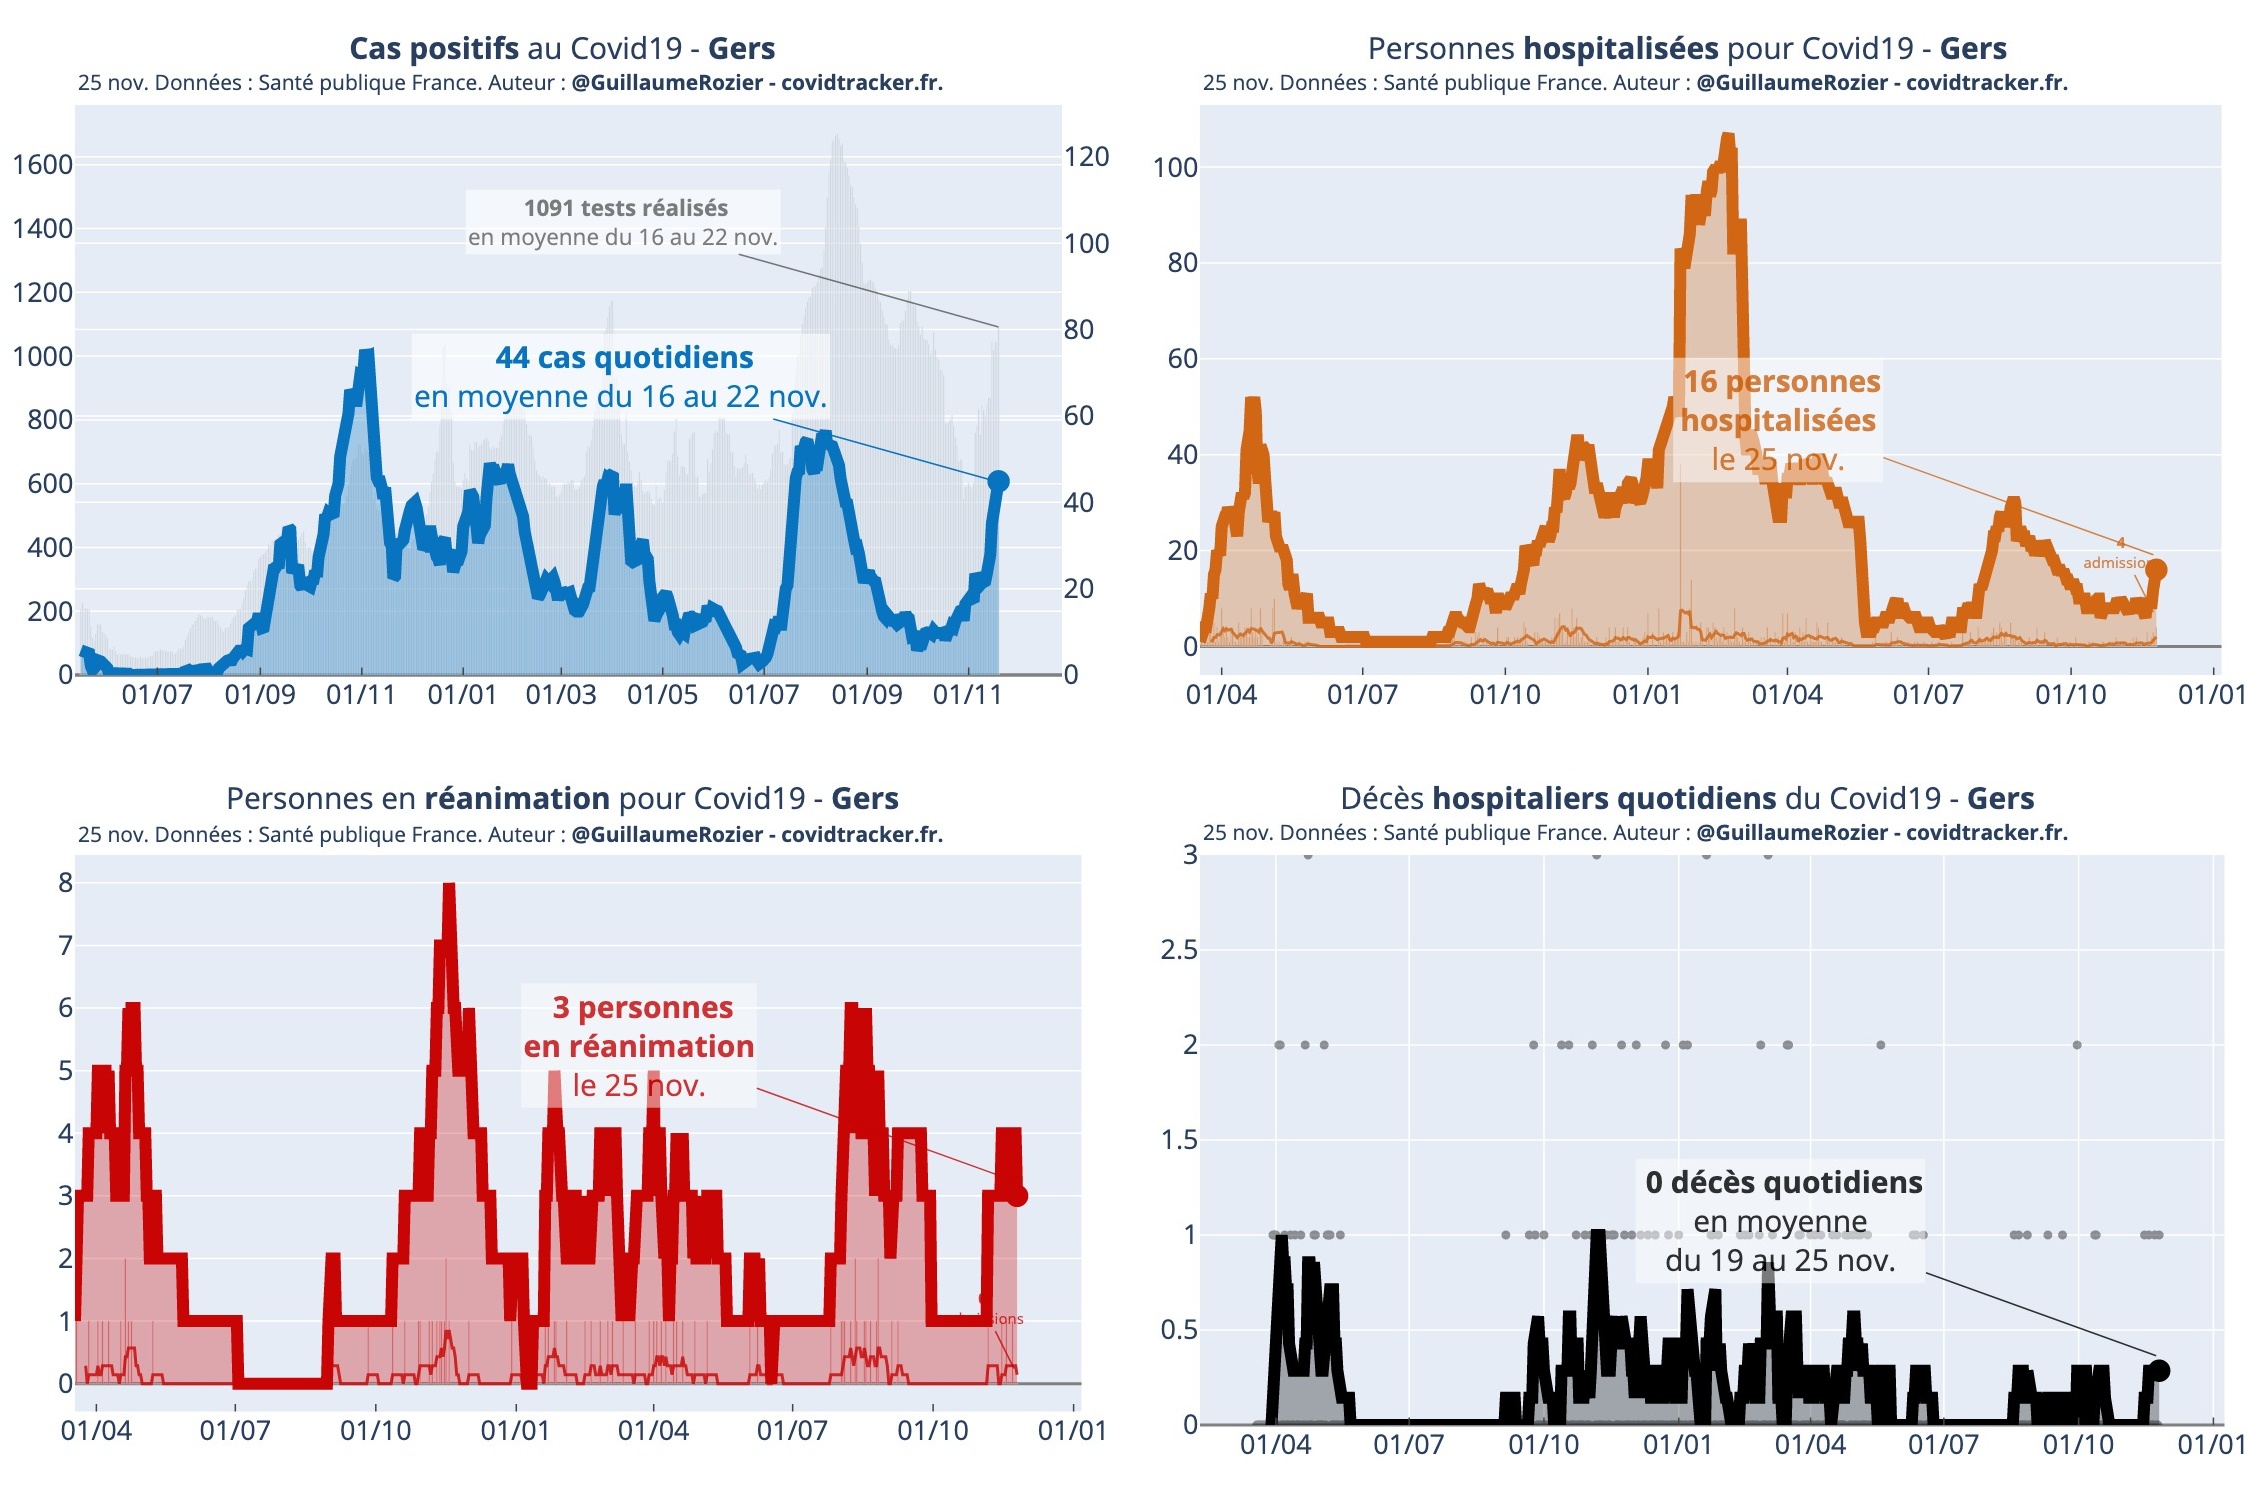 Cas positifs au Covid19 - Gers
25 nov. Données : Santé publique France. Auteur : @GuillaumeRozier - covidtracker.fr.
1600
1400
1200
1000
800
600
400
200
0
120
100
80
60
40
20
0
1091 tests réalisés
en moyenne du 16 au 22 nov.
44 cas quotidiens
en moyenne du 16 au 22 nov.
01/07 01/09 01/11 01/01 01/03 01/05 01/07 01/09 01/11
Personnes hospitalisées pour Covid19 - Gers
25 nov. Données : Santé publique France. Auteur : @GuillaumeRozier - covidtracker.fr.
100
80
60
40
20
0
16 personnes
hospitalisées
le 25 nov.
4
01/04 01/07 01/10 01/01 01/04 01/07 01/10 01/01
Personnes en réanimation pour Covid19 - Gers
25 nov. Données : Santé publique France. Auteur : @GuillaumeRozier - covidtracker.fr.
8
7
6
5
4
3
2
1
0
3 personnes
en réanimation
le 25 nov.
01/04 01/07 01/10 01/01 01/04 01/07 01/10 01/01
Décès hospitaliers quotidiens du Covid19 - Gers
25 nov. Données : Santé publique France. Auteur : @GuillaumeRozier - covidtracker.fr.
3
2.5
2
1.5
1
0.5
0
0 décès quotidiens
en moyenne
du 19 au 25 nov.
01/04 01/07 01/10 01/01 01/04 01/07 01/10 01/01